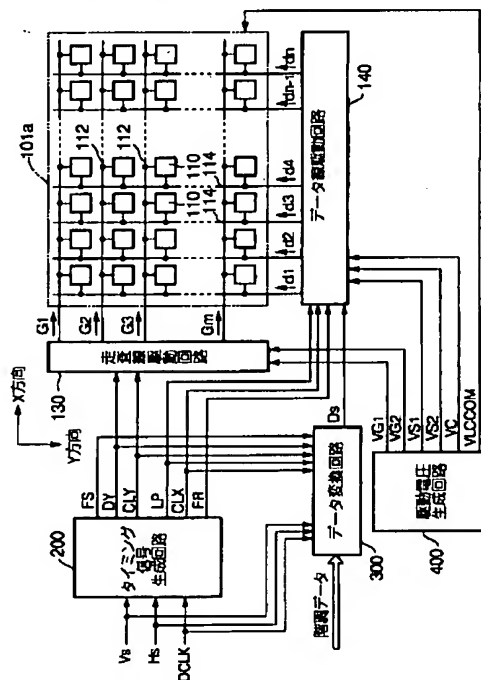 X方向
Y方向
101a
G1
G2
G3
Gm
112
112
110
110
114
114
d1
d2
d3
d4
dn-1
dn
走査線駆動回路
130
データ線駆動回路
140
200
タイミング
信号
生成回路
Vs
Hs
DCLK
FS
DY
CLY
LP
CLX
FR
階調データ
データ変換回路
300
Ds
駆動電圧
生成回路
400
VG1
VG2
VS1
VS2
VC
VLCCOM